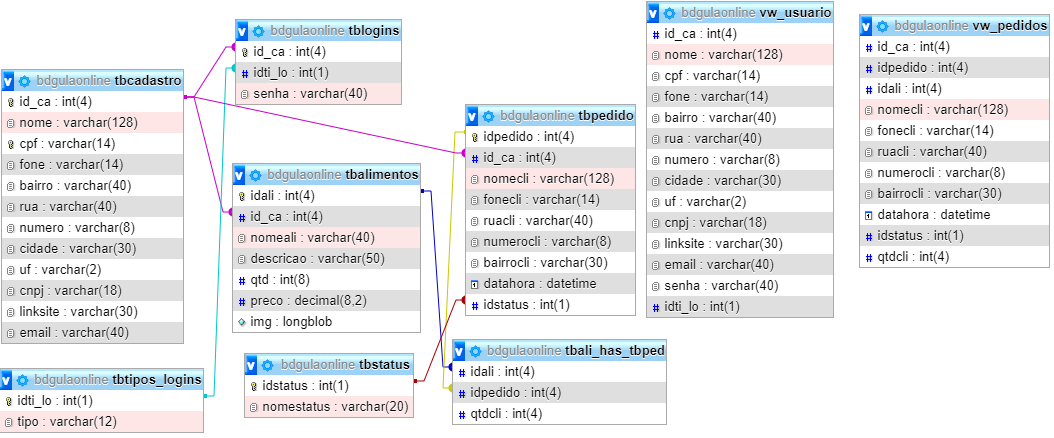 bdgulaonline tbcadastro
id_ca : int(4)
nome : varchar(128)
cpf : varchar(14)
fone : varchar(14)
bairro : varchar(40)
rua : varchar(40)
numero : varchar(8)
cidade : varchar(30)
uf : varchar(2)
cnpj : varchar(18)
linksite : varchar(30)
email : varchar(40)
bdgulaonline tbtipos_logins
idti_lo : int(1)
tipo : varchar(12)
bdgulaonline tblogins
id_ca : int(4)
idti_lo : int(1)
senha : varchar(40)
bdgulaonline tbalimentos
idali : int(4)
id_ca : int(4)
nomeali : varchar(40)
descricao : varchar(50)
qtd : int(8)
preco : decimal(8,2)
img : longblob
bdgulaonline tbstatus
idstatus : int(1)
nomestatus : varchar(20)
bdgulaonline tbpedido
idpedido : int(4)
id_ca : int(4)
nomecli : varchar(128)
fonecli : varchar(14)
ruacli : varchar(40)
numerocli : varchar(8)
bairrocli : varchar(30)
datahora : datetime
idstatus : int(1)
bdgulaonline tbali_has_tbped
idali : int(4)
idpedido : int(4)
qtdcli : int(4)
bdgulaonline vw_usuario
id_ca : int(4)
nome : varchar(128)
cpf : varchar(14)
fone : varchar(14)
bairro : varchar(40)
rua : varchar(40)
numero : varchar(8)
cidade : varchar(30)
uf : varchar(2)
cnpj : varchar(18)
linksite : varchar(30)
email : varchar(40)
senha : varchar(40)
idti_lo : int(1)
bdgulaonline vw_pedidos
id_ca : int(4)
idpedido : int(4)
idali : int(4)
nomecli : varchar(128)
fonecli : varchar(14)
ruacli : varchar(40)
numerocli : varchar(8)
bairrocli : varchar(30)
datahora : datetime
idstatus : int(1)
qtdcli : int(4)